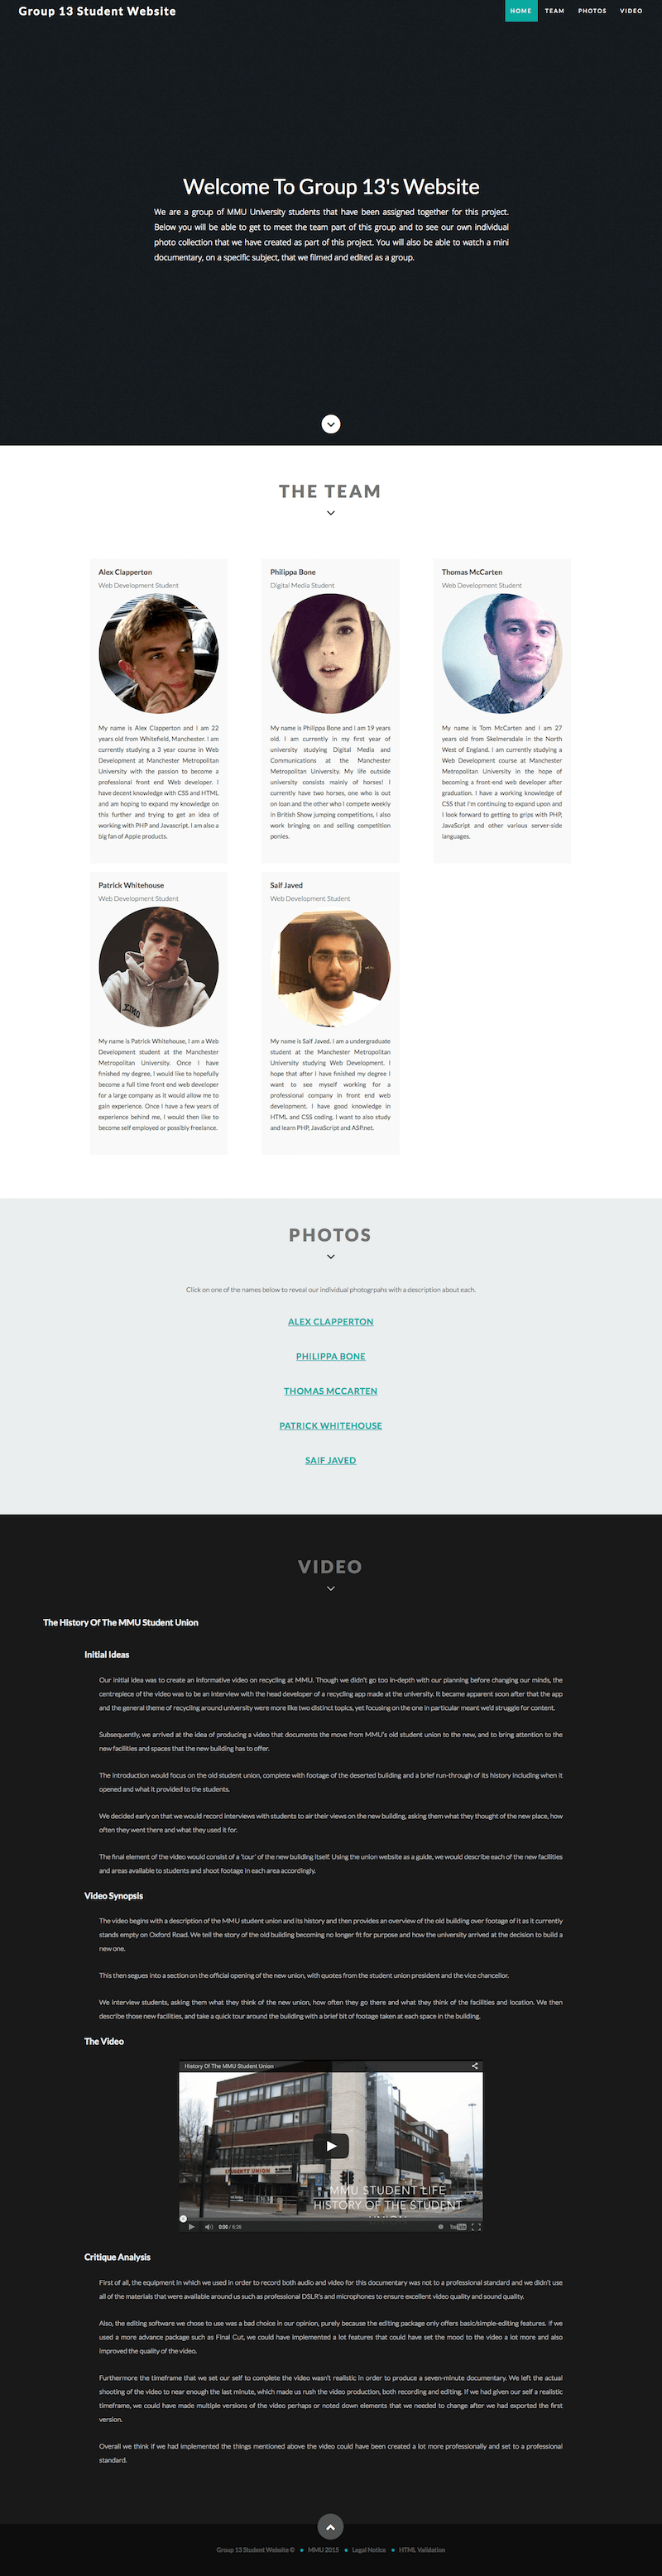 Group 13 Student Website
HOME TEAM PHOTOS VIDEO
Welcome To Group 13's Website
We are a group of MMU University students that have been assigned together for this project.
Below you will be able to get to meet the team part of this group and to see our own individual
photo collection that we have created as part of this project. You will also be able to watch a mini
documentary, on a specific subject, that we filmed and edited as a group.
THE TEAM
Alex Clapperton
Web Development Student
My name is Alex Clapperton and I am 22
years old from Whitefield, Manchester. I am
currently studying a 3 year course in Web
Development at Manchester Metropolitan
University with the passion to become a
professional front end Web developer. I
have decent knowledge with CSS and HTML
and am hoping to expand my knowledge on
this further and trying to get an idea of
working with PHP and Javascript. I am also a
big fan of Apple products.
Philippa Bone
Digital Media Student
My name is Philippa Bone and I am 19 years
old. I am currently in my first year of
university studying Digital Media and
Communications at the Manchester
Metropolitan University. My life outside
university consists mainly of horses! I
currently have two horses, one who is out
on loan and the other who I compete weekly
in British Show jumping competitions, I also
work bringing on and selling competition
ponies.
Thomas McCarten
Web Development Student
My name is Tom McCarten and I am 27
years old from Skelmersdale in the North
West of England. I am currently studying a
Web Development course at Manchester
Metropolitan University in the hope of
becoming a front-end web developer after
graduation. I have a working knowledge of
CSS that I'm continuing to expand upon and
I look forward to getting to grips with PHP,
JavaScript and other various server-side
languages.
Patrick Whitehouse
Web Development Student
My name is Patrick Whitehouse, I am a Web
Development student at the Manchester
Metropolitan University. Once I have
finished my degree, I would like to hopefully
become a full time front end web developer
for a large company as it would allow me to
gain experience. Once I have a few years of
experience behind me, I would then like to
become self employed or possibly freelance.
Saif Javed
Web Development Student
My name is Saif Javed. I am a undergraduate
student at the Manchester Metropolitan
University studying Web Development. I
hope that after I have finished my degree I
want to see myself working for a
professional company in front end web
development. I have good knowledge in
HTML and CSS coding. I want to also study
and learn PHP, JavaScript and ASP.net.
PHOTOS
Click on one of the names below to reveal our individual photogrpahs with a description about each.
ALEX CLAPPERTON
PHILIPPA BONE
THOMAS MCCARTEN
PATRICK WHITEHOUSE
SAIF JAVED
VIDEO
The History Of The MMU Student Union
Initial Ideas
Our initial idea was to create an informative video on recycling at MMU. Though we didn't go too in-depth with our planning before changing our minds, the
centrepiece of the video was to be an interview with the head developer of a recycling app made at the university. It became apparent soon after that the app
and the general theme of recycling around university were more like two distinct topics, yet focusing on the one in particular meant we'd struggle for content.
Subsequently, we arrived at the idea of producing a video that documents the move from MMU's old student union to the new, and to bring attention to the
new facilities and spaces that the new building has to offer.
The introduction would focus on the old student union, complete with footage of the deserted building and a brief run-through of its history including when it
opened and what it provided to the students.
We decided early on that we would record interviews with students to air their views on the new building, asking them what they thought of the new place, how
often they went there and what they used it for.
The final element of the video would consist of a 'tour' of the new building itself. Using the union website as a guide, we would describe each of the new facilities
and areas available to students and shoot footage in each area accordingly.
Video Synopsis
The video begins with a description of the MMU student union and its history and then provides an overview of the old building over footage of it as it currently
stands empty on Oxford Road. We tell the story of the old building becoming no longer fit for purpose and how the university arrived at the decision to build a
new one.
This then segues into a section on the official opening of the new union, with quotes from the student union president and the vice chancellor.
We interview students, asking them what they think of the new union, how often they go there and what they think of the facilities and location. We then
describe those new facilities, and take a quick tour around the building with a brief bit of footage taken at each space in the building.
The Video
History Of The MMU Student Union
STUDENTS UNION
MMU STUDENT LIFE
HISTORY OF THE STUDENT
UNION
0:00 / 6:26
YouTube
Critique Analysis
First of all, the equipment in which we used in order to record both audio and video for this documentary was not to a professional standard and we didn't use
all of the materials that were available around us such as professional DSLR's and microphones to ensure excellent video quality and sound quality.
Also, the editing software we chose to use was a bad choice in our opinion, purely because the editing package only offers basic/simple-editing features. If we
used a more advance package such as Final Cut, we could have implemented a lot features that could have set the mood to the video a lot more and also
improved the quality of the video.
Furthermore the timeframe that we set our self to complete the video wasn't realistic in order to produce a seven-minute documentary. We left the actual
shooting of the video to near enough the last minute, which made us rush the video production, both recording and editing. If we had given our self a realistic
timeframe, we could have made multiple versions of the video perhaps or noted down elements that we needed to change after we had exported the first
version.
Overall we think if we had implemented the things mentioned above the video could have been created a lot more professionally and set to a professional
standard.
Group 13 Student Website © • MMU 2015 • Legal Notice • HTML Validation